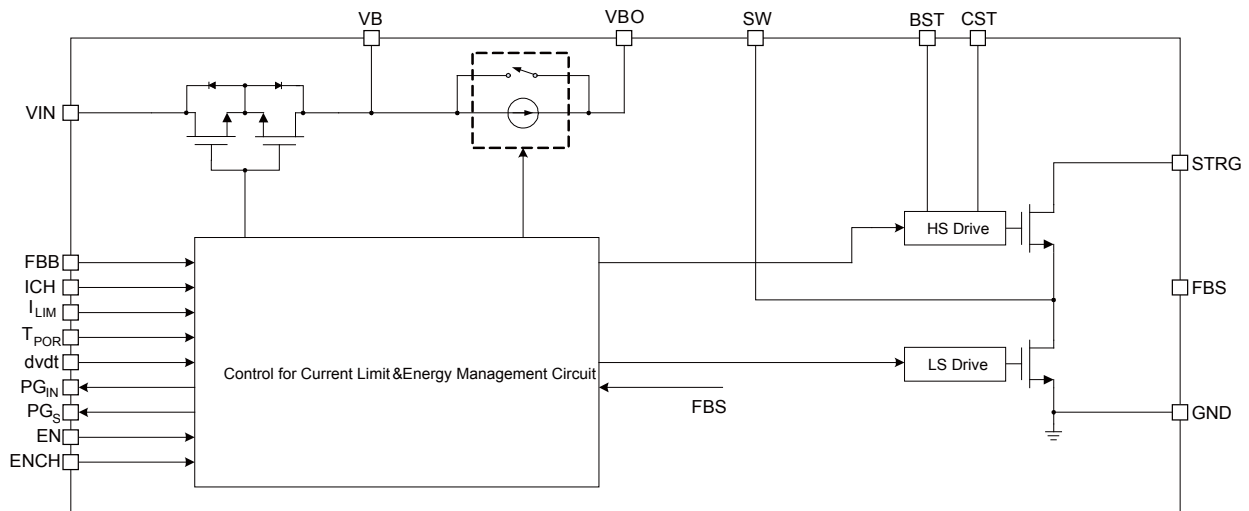 VB
VBO
SW
BST
CST
VIN
STRG
HS Drive
FBB
ICH
FBS
ILIM
TPOR
dvdt
LS Drive
Control for Current Limit&Energy Management Circuit
PGIN
FBS
PGS
GND
EN
ENCH